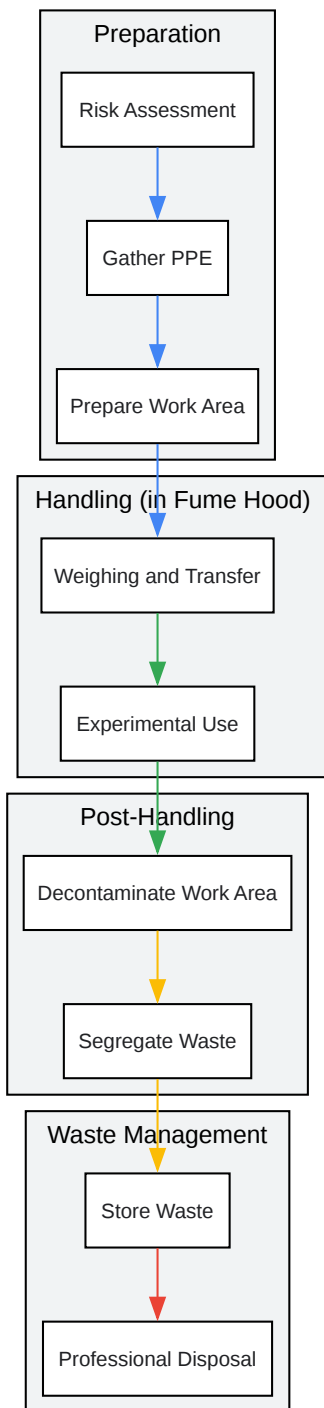 Preparation
Risk Assessment
Gather PPE
Prepare Work Area
Handling (in Fume Hood)
Weighing and Transfer
Experimental Use
Post-Handling
Decontaminate Work Area
Segregate Waste
Waste Management
Store Waste
Professional Disposal